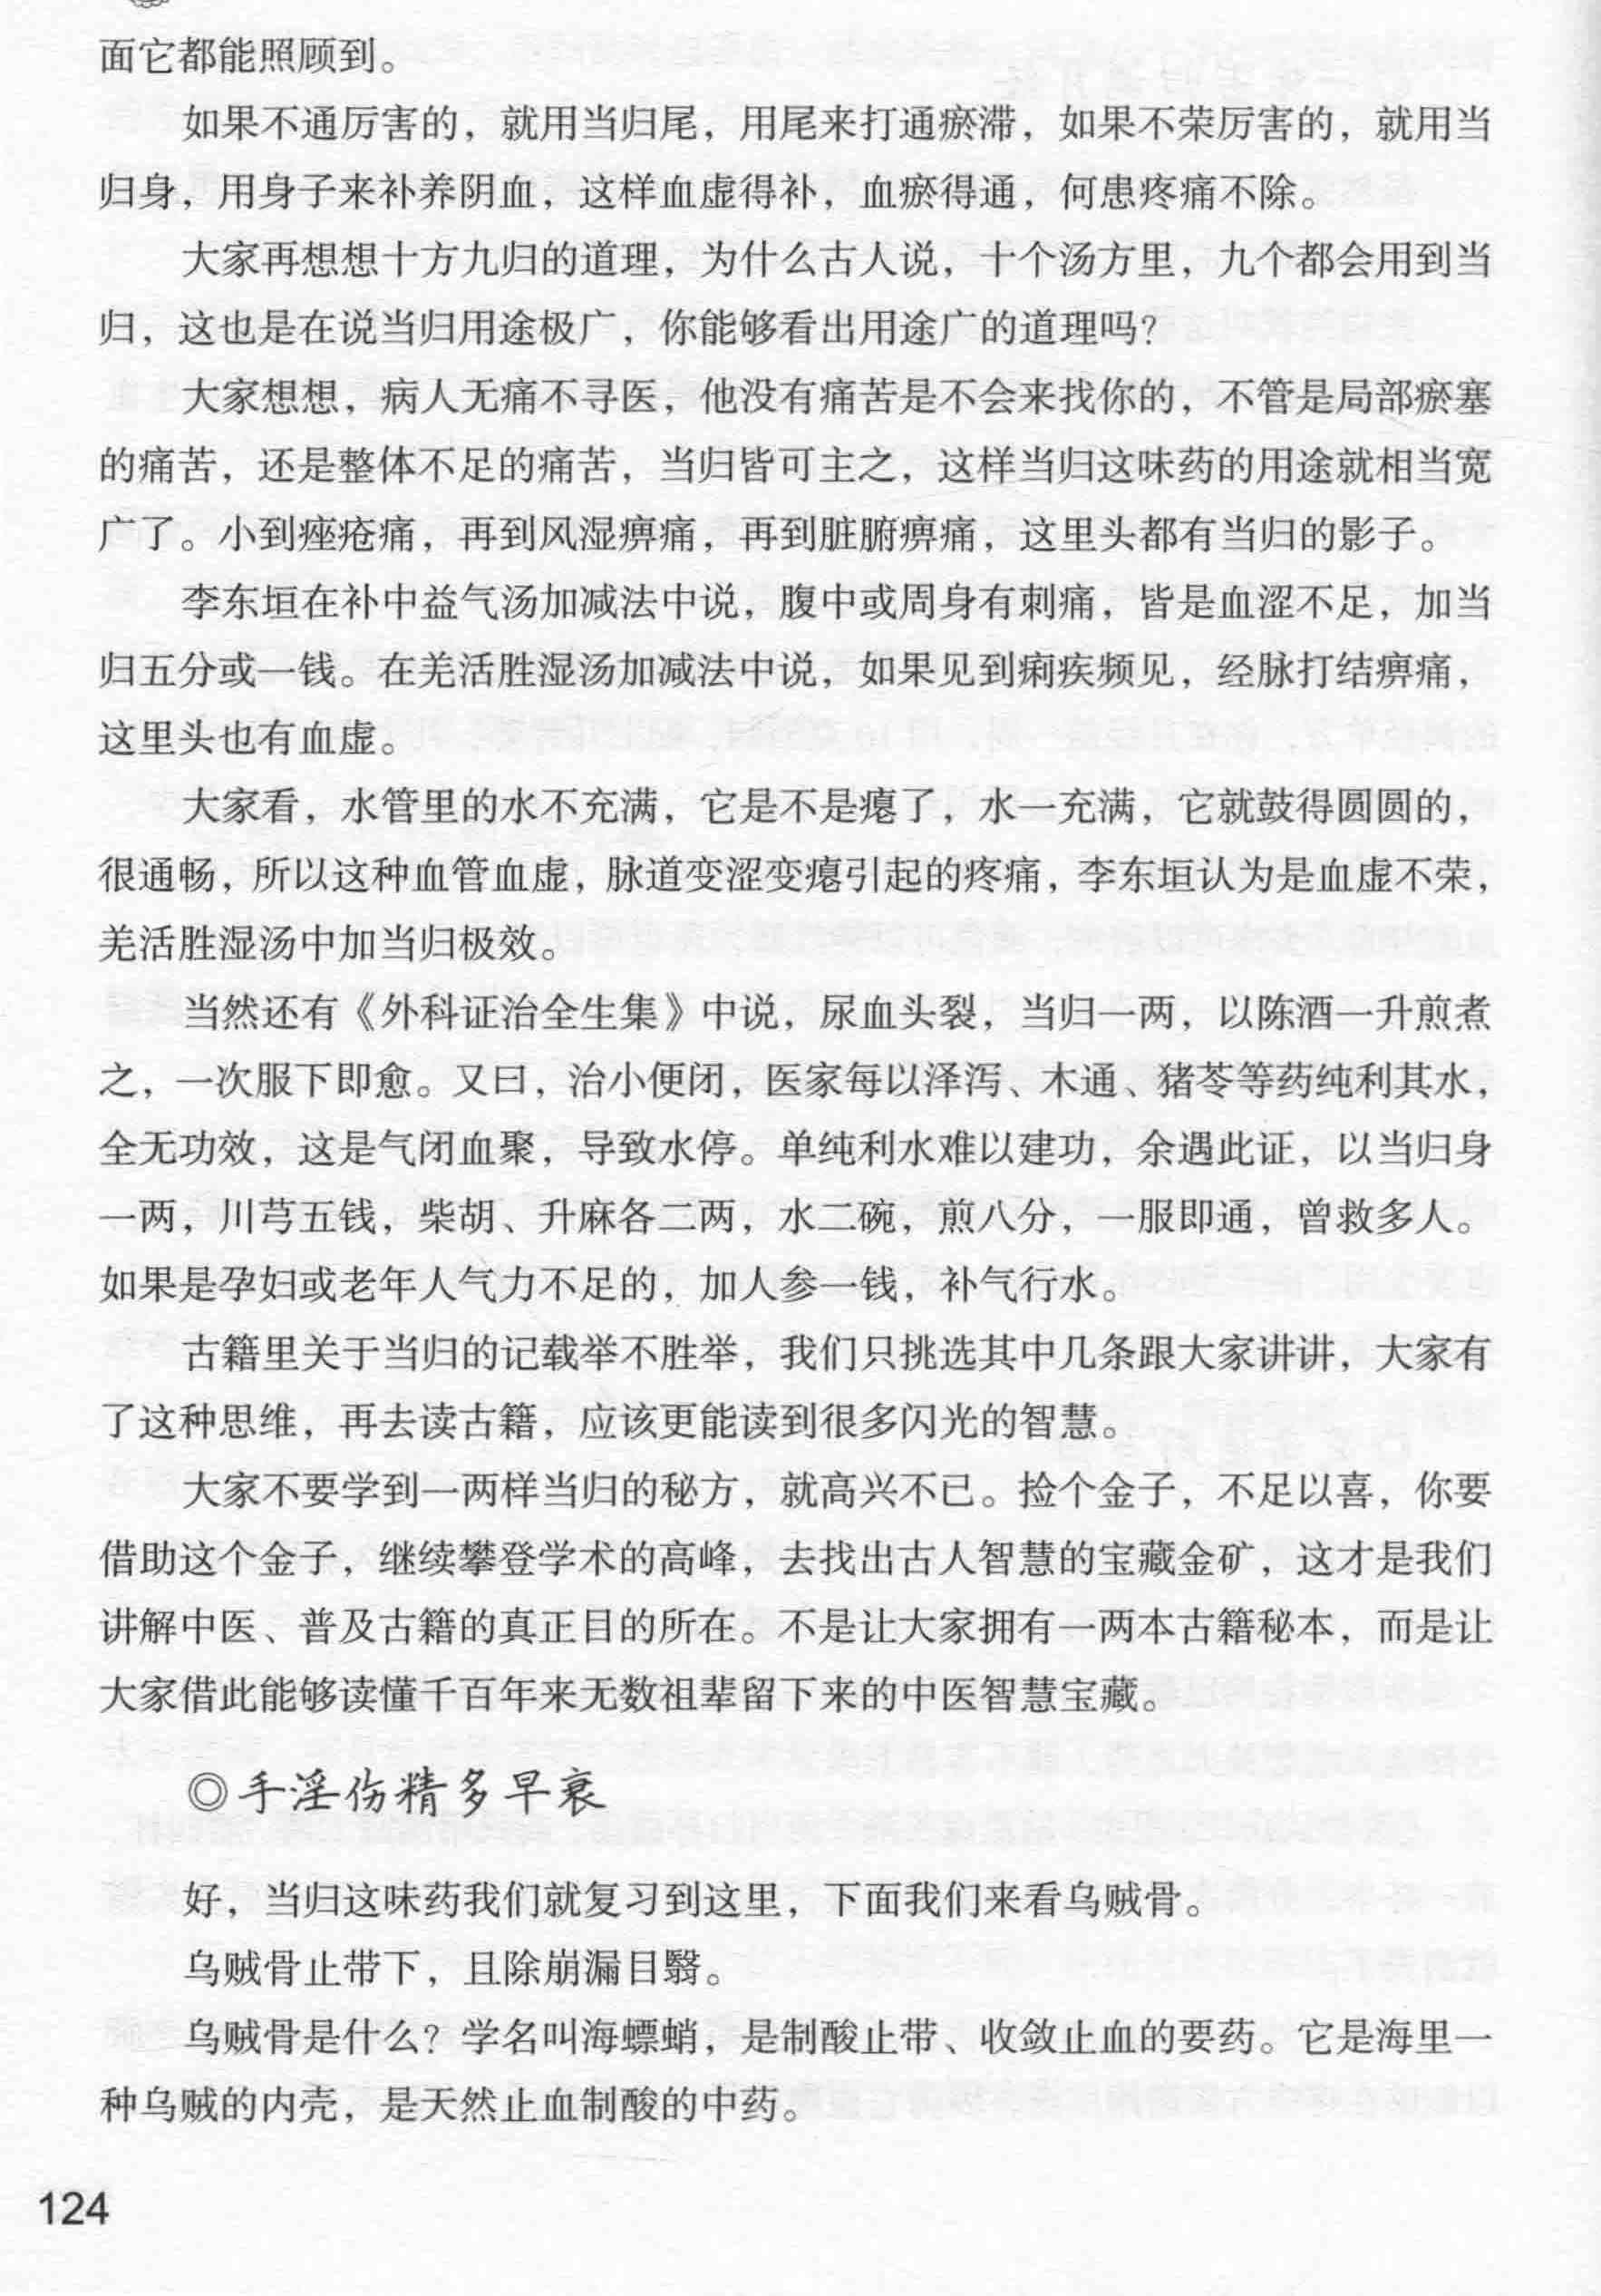 面它都能照顾到。
如果不通厉害的，就用当归尾，用尾来打通瘀滞，如果不荣厉害的，就用当
归身，用身子来补养阴血，这样血虚得补，血瘀得通，何患疼痛不除。
大家再想想十方九归的道理，为什么古人说，十个汤方里，九个都会用到当
归，这也是在说当归用途极广，你能够看出用途广的道理吗？
大家想想，病人无痛不寻医，他没有痛苦是不会来找你的，不管是局部瘀塞
的痛苦，还是整体不足的痛苦，当归皆可主之，这样当归这味药的用途就相当宽
广了。小到痤疮痛，再到风湿痹痛，再到脏腑痹痛，这里头都有当归的影子。
李东垣在补中益气汤加减法中说，腹中或周身有刺痛，皆是血涩不足，加当
归五分或一钱。在羌活胜湿汤加减法中说，如果见到痢疾频见，经脉打结痹痛，
这里头也有血虚。
大家看，水管里的水不充满，它是不是瘪了，水一充满，它就鼓得圆圆的，
很通畅，所以这种血管血虚，脉道变涩变瘪引起的疼痛，李东垣认为是血虚不荣，
羌活胜湿汤中加当归极效。
当然还有《外科证治全生集》中说，尿血头裂，当归一两，以陈酒一升煎煮
之，一次服下即愈。又曰，治小便闭，医家每以泽泻、木通、猪苓等药纯利其水，
全无功效，这是气闭血聚，导致水停。单纯利水难以建功，余遇此证，以当归身
一两，川芎五钱，柴胡、升麻各二两，水二碗，煎八分，一服即通，曾救多人。
如果是孕妇或老年人气力不足的，加人参一钱，补气行水。
古籍里关于当归的记载举不胜举，我们只挑选其中几条跟大家讲讲，大家有
了这种思维，再去读古籍，应该更能读到很多闪光的智慧。
大家不要学到一两样当归的秘方，就高兴不已。捡个金子，不足以喜，你要
借助这个金子，继续攀登学术的高峰，去找出古人智慧的宝藏金矿，这才是我们
讲解中医、普及古籍的真正目的所在。不是让大家拥有一两本古籍秘本，而是让
大家借此能够读懂千百年来无数祖辈留下来的中医智慧宝藏。
◎手淫伤精多早衰
好，当归这味药我们就复习到这里，下面我们来看乌贼骨。
乌贼骨止带下，且除崩漏目翳。
乌贼骨是什么？学名叫海螵蛸，是制酸止带、收敛止血的要药。它是海里一
种乌贼的内壳，是天然止血制酸的中药。
124